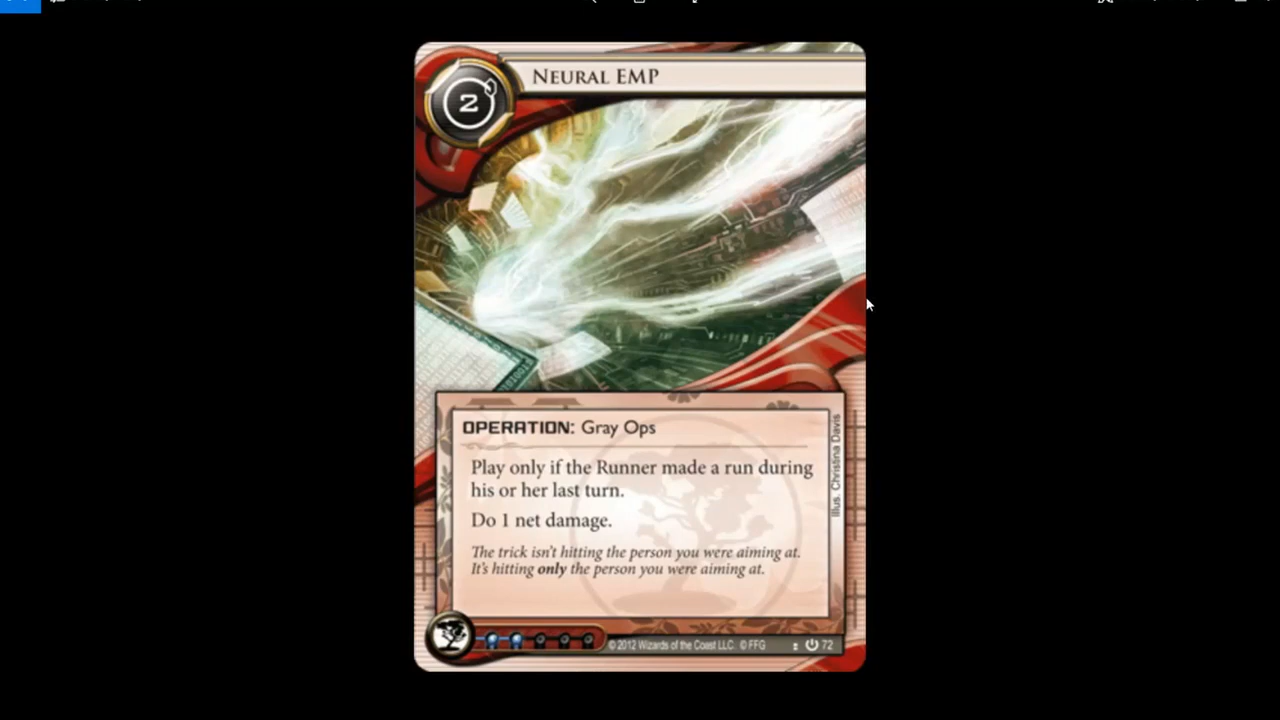 2
Neural EMP
OPERATION: Gray Ops
Play only if the Runner made a run during
his or her last turn.
Do 1 net damage.
The trick isn't hitting the person you were aiming at.
It's hitting only the person you were aiming at.
Illus. Christina Davis
© 2012 Wizards of the Coast LLC. © FFG
72